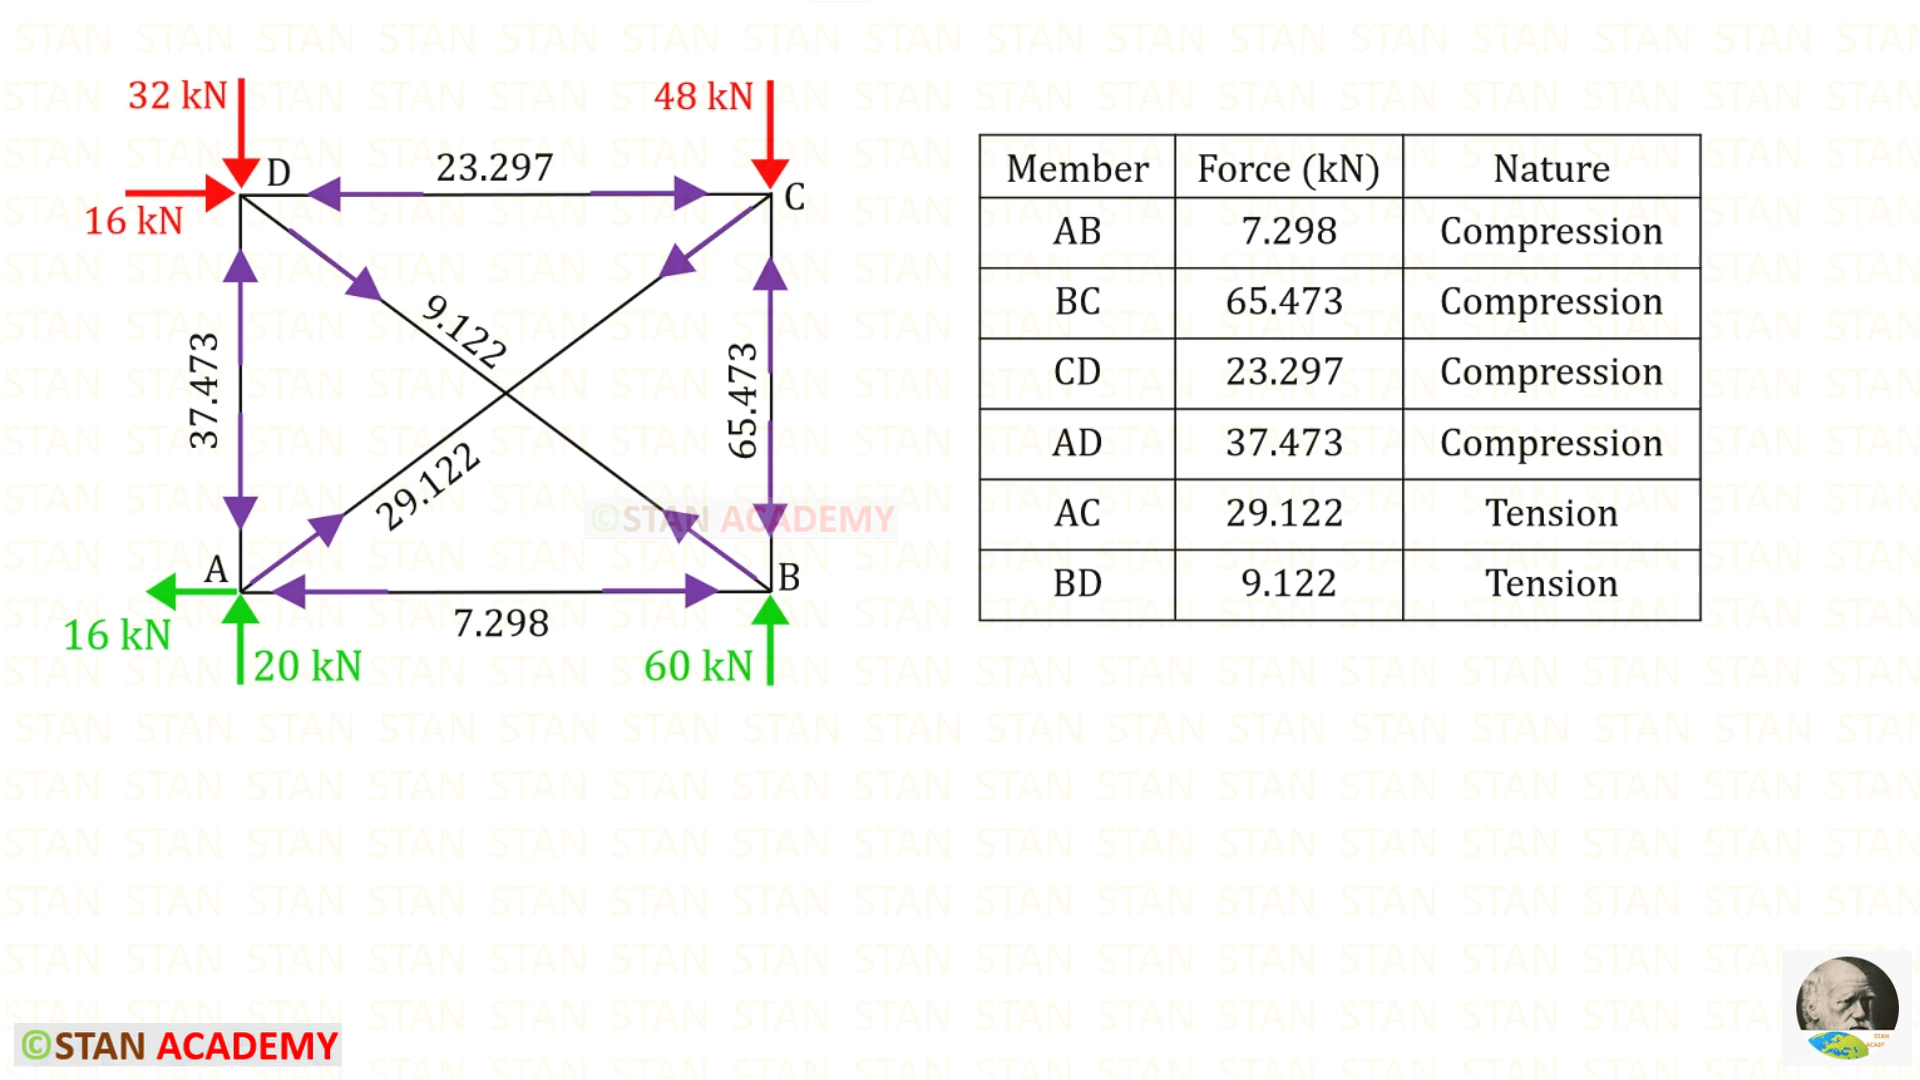 32 kN
48 kN
D
23.297
C
16 kN
9.122
37.473
65.473
29.122
A
B
16 kN
7.298
20 kN
60 kN
Member Force (kN) Nature
AB 7.298 Compression
BC 65.473 Compression
CD 23.297 Compression
AD 37.473 Compression
AC 29.122 Tension
BD 9.122 Tension
©STAN ACADEMY
©STAN ACADEMY